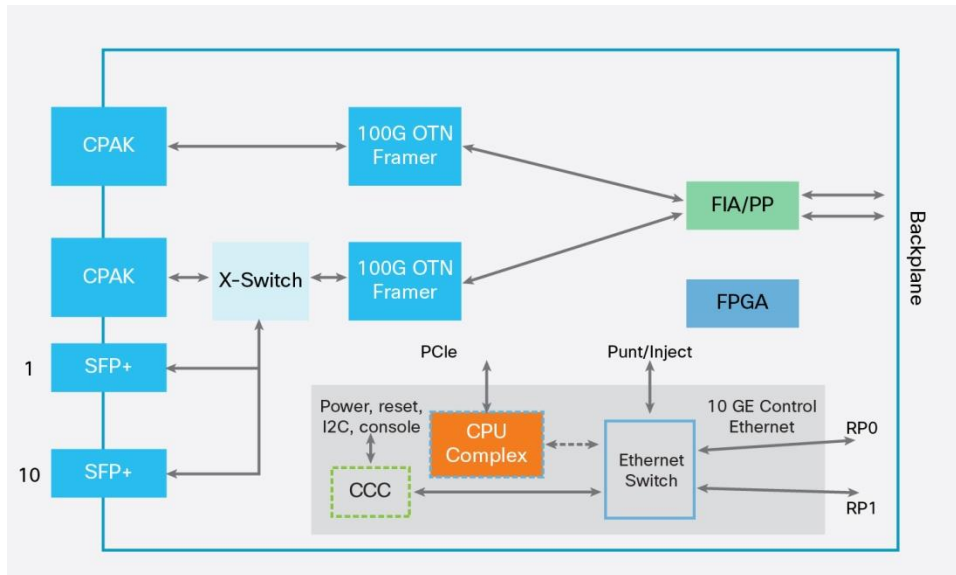 CPAK
100G OTN
Framer
FIA/PP
Backplane
CPAK
X-Switch
100G OTN
Framer
FPGA
1
SFP+
PCIe
Punt/Inject
Power, reset,
I2C, console
CPU
Complex
10 GE Control
Ethernet
RP0
10
SFP+
CCC
Ethernet
Switch
RP1